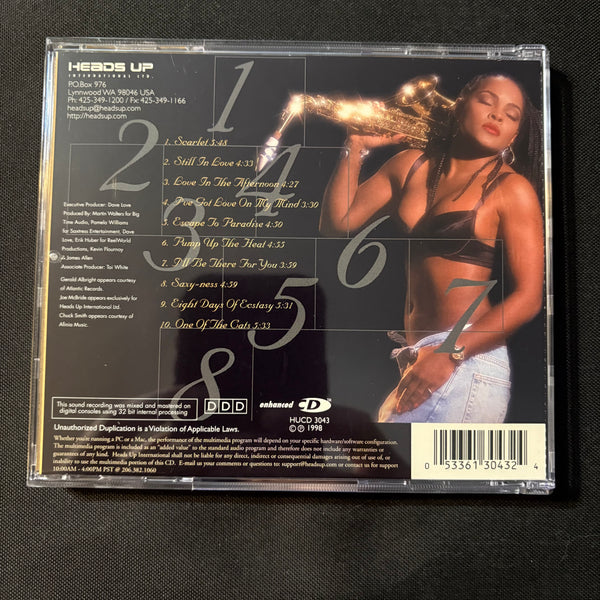 HEADS UP
INTERNATIONAL LTD.
P.O.Box 976
Lynnwood WA 98046 USA
Ph: 425-349-1200 / Fx: 425-349-1166
headsup@headsup.com
http://headsup.com
1
2
3
4
5
6
7
8
1. Scarlet 5:48
2. Still In Love 4:33
3. Love In The Afternoon 4:27
4. I've Got Love On My Mind 3:30
5. Escape To Paradise 4:50
6. Pump Up The Heat 4:55
7. I'll Be There For You 3:59
8. Saxy-ness 4:59
9. Eight Days Of Ecstasy 5:31
10. One Of The Cats 5:33
Executive Producer: Dave Love
Produced By: Martin Walters for Big
Time Audio, Pamela Williams
for Saxtress Entertainment, Dave
Love, Erik Huber for ReelWorld
Productions, Kevin Flournoy
& James Allen
Associate Producer: Toi White
Gerald Albright appears courtesy
of Atlantic Records.
Joe McBride appears exclusively for
Heads Up International Ltd.
Chuck Smith appears courtesy of
Alinia Music.
This sound recording was mixed and mastered on
digital consoles using 32 bit internal processing
DDD
enhanced CD
HUCD 3043
℗ © 1998
Unauthorized Duplication is a Violation of Applicable Laws.
Whether you're running a PC or a Mac, the performance of the multimedia program will depend on your specific hardware/software configuration.
The multimedia program is included as an "added value" to the standard audio program and therefore does not include any warranties or
guarantees of any kind. Heads Up International shall not be liable for any direct, indirect or consequential damages arising out of use of, or
inability to use the multimedia portion of this CD. E-mail us your comments or questions to: support@headsup.com or contact us for support
10:00AM - 4:00PM PST @ 206.382.1060
0 53361 30432 4